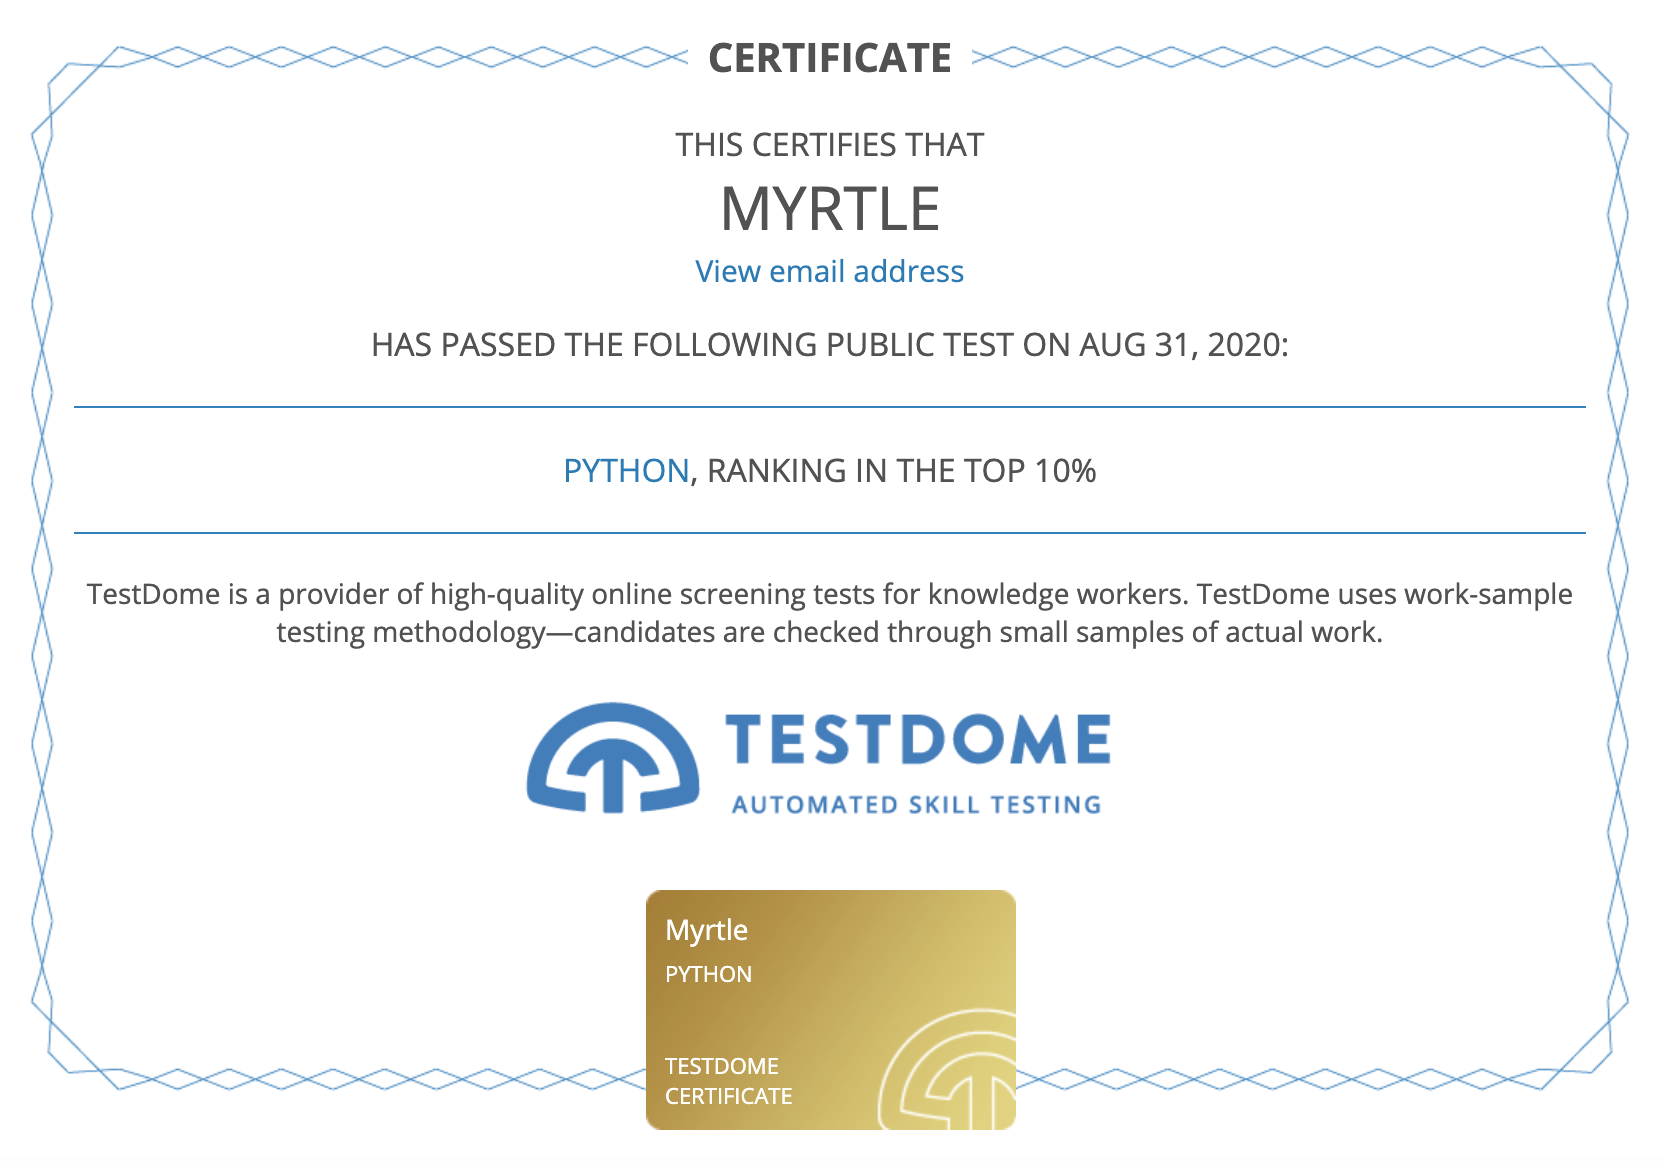 CERTIFICATE
THIS CERTIFIES THAT
MYRTLE
View email address
HAS PASSED THE FOLLOWING PUBLIC TEST ON AUG 31, 2020:
PYTHON, RANKING IN THE TOP 10%
TestDome is a provider of high-quality online screening tests for knowledge workers. TestDome uses work-sample
testing methodology—candidates are checked through small samples of actual work.
TESTDOME
AUTOMATED SKILL TESTING
Myrtle
PYTHON
TESTDOME
CERTIFICATE